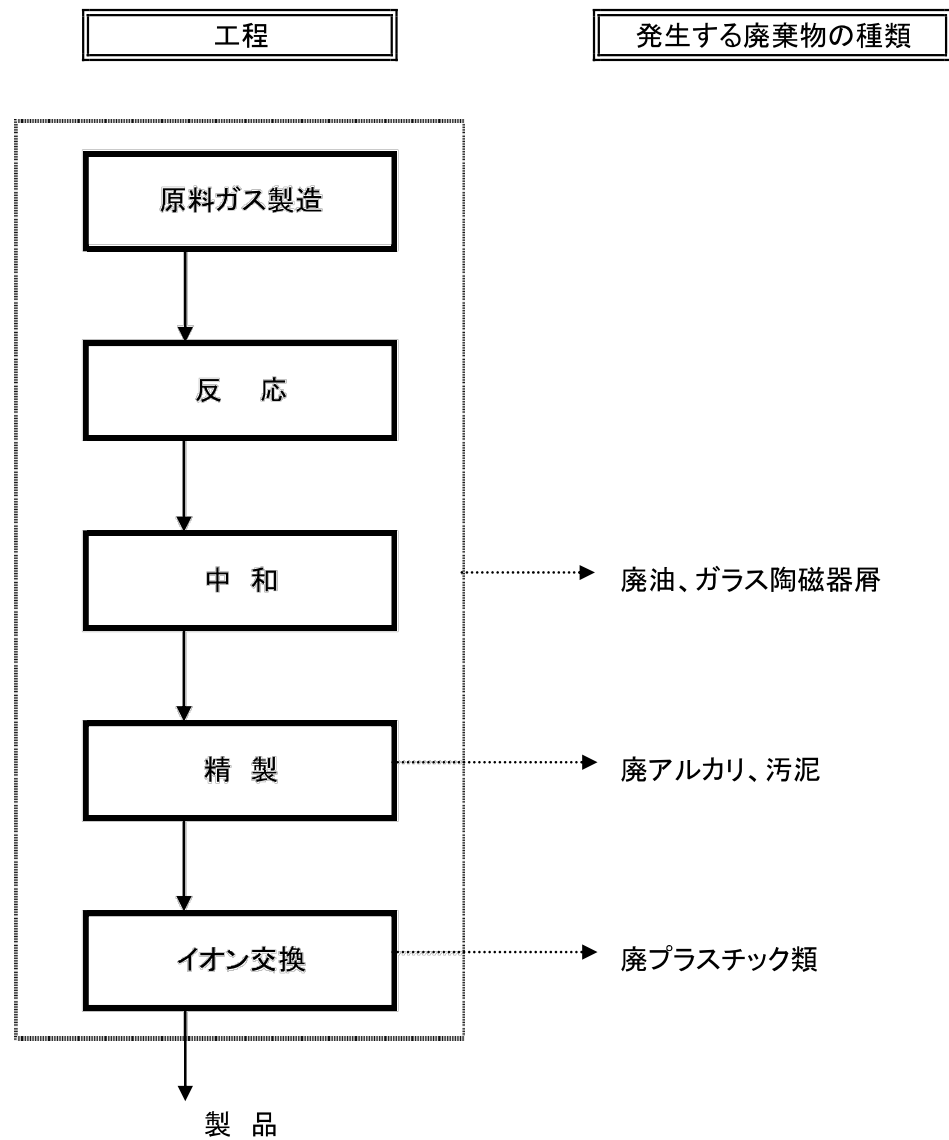 工程
発生する廃棄物の種類
原料ガス製造
反　応
中　和
廃油、ガラス陶磁器屑
精　製
廃アルカリ、汚泥
イオン交換
廃プラスチック類
製　品